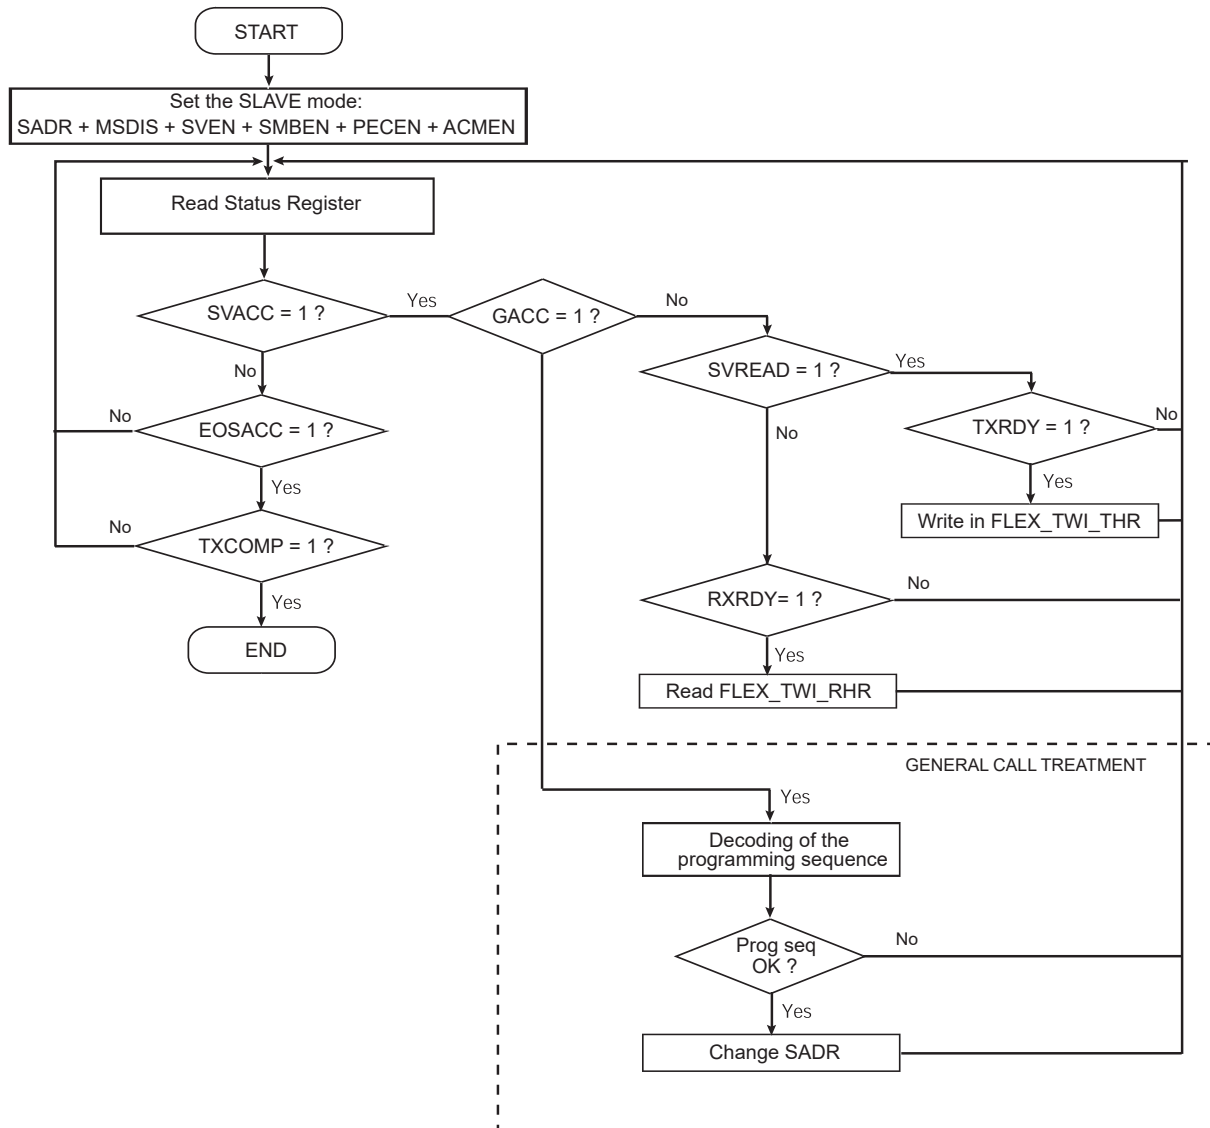 START
Set the SLAVE mode:
SADR + MSDIS + SVEN + SMBEN + PECEN + ACMEN
Read Status Register
SVACC = 1 ?
Yes
GACC = 1 ?
No
SVREAD = 1 ?
Yes
No
EOSACC = 1 ?
No
TXRDY = 1 ?
No
No
Yes
Yes
Write in FLEX_TWI_THR
TXCOMP = 1 ?
No
Yes
RXRDY= 1 ?
No
END
Yes
Read FLEX_TWI_RHR
GENERAL CALL TREATMENT
Yes
Decoding of the
programming sequence
Prog seq
OK ?
No
Yes
Change SADR